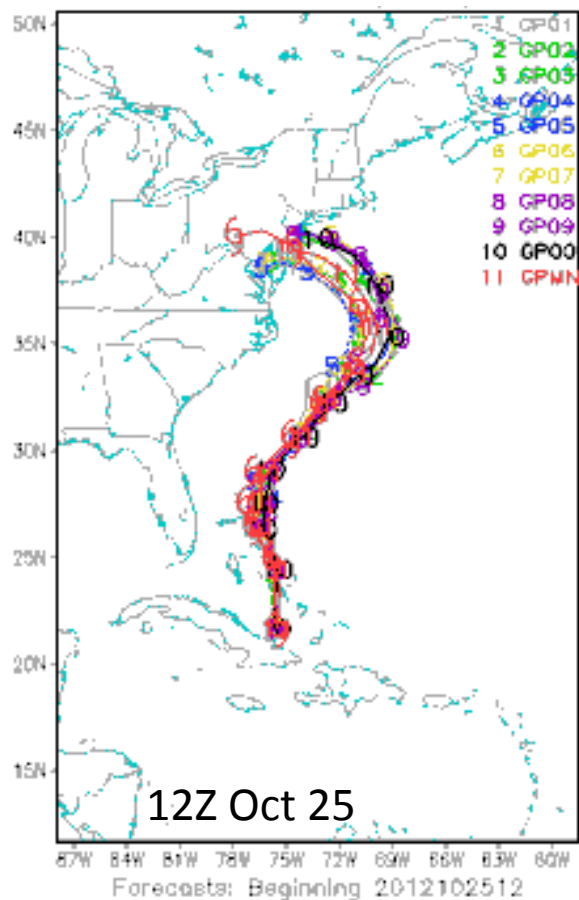 50N
1 GP01
2 GP02
3 GP03
4 GP04
5 GP05
6 GP06
7 GP07
8 GP08
9 GP09
10 GP00
11 GPMN
45N
40N
35N
30N
25N
20N
15N
12Z Oct 25
87W 84W 81W 78W 75W 72W 69W 66W 63W 60W
Forecasts: Beginning 2012102512